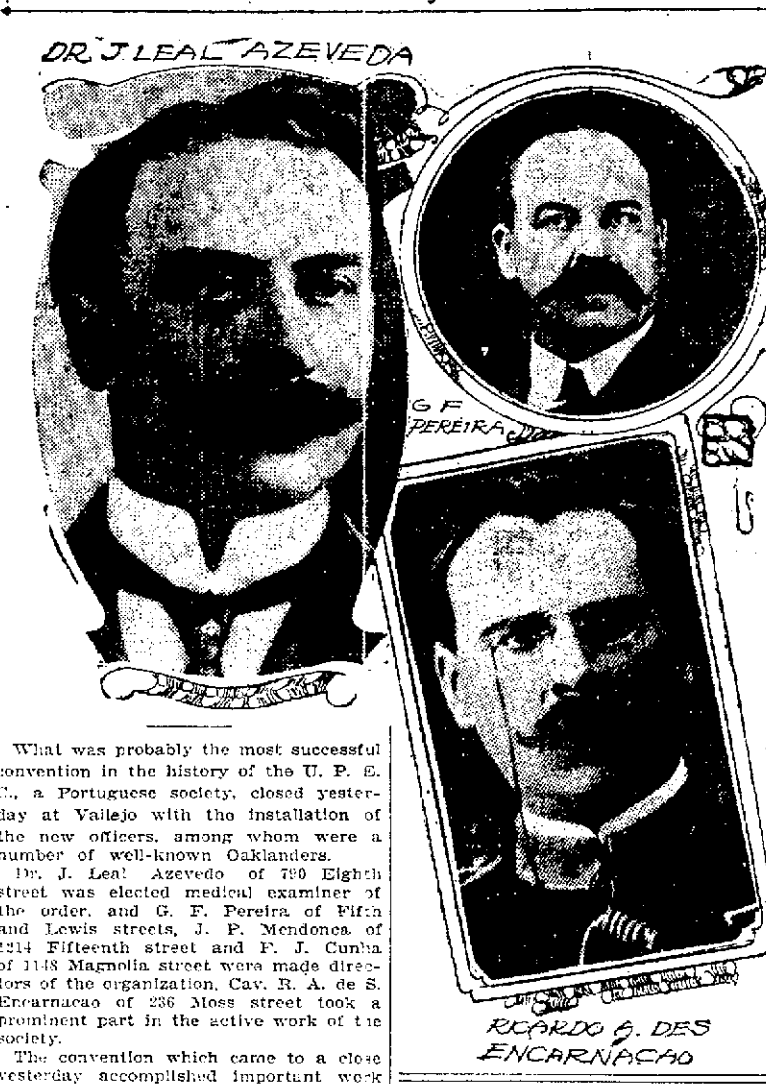 DR. J. LEAL AZEVEDA
G F
PEREIRA
What was probably the most successful
convention in the history of the U. P. E.
C., a Portuguese society, closed yester-
day at Vallejo with the installation of
the new officers, among whom were a
number of well-known Oaklanders.
Dr. J. Leal Azevedo of 790 Eighth
street was elected medical examiner of
the order, and G. F. Pereira of Fifth
and Lewis streets, J. P. Mendonca of
1214 Fifteenth street and F. J. Cunha
of 1148 Magnolia street were made direc-
tors of the organization. Cav. R. A. de S.
Encarnacao of 236 Moss street took a
prominent part in the active work of the
society.
The convention which came to a close
yesterday accomplished important work
RICARDO A. DES
ENCARNAÇAO